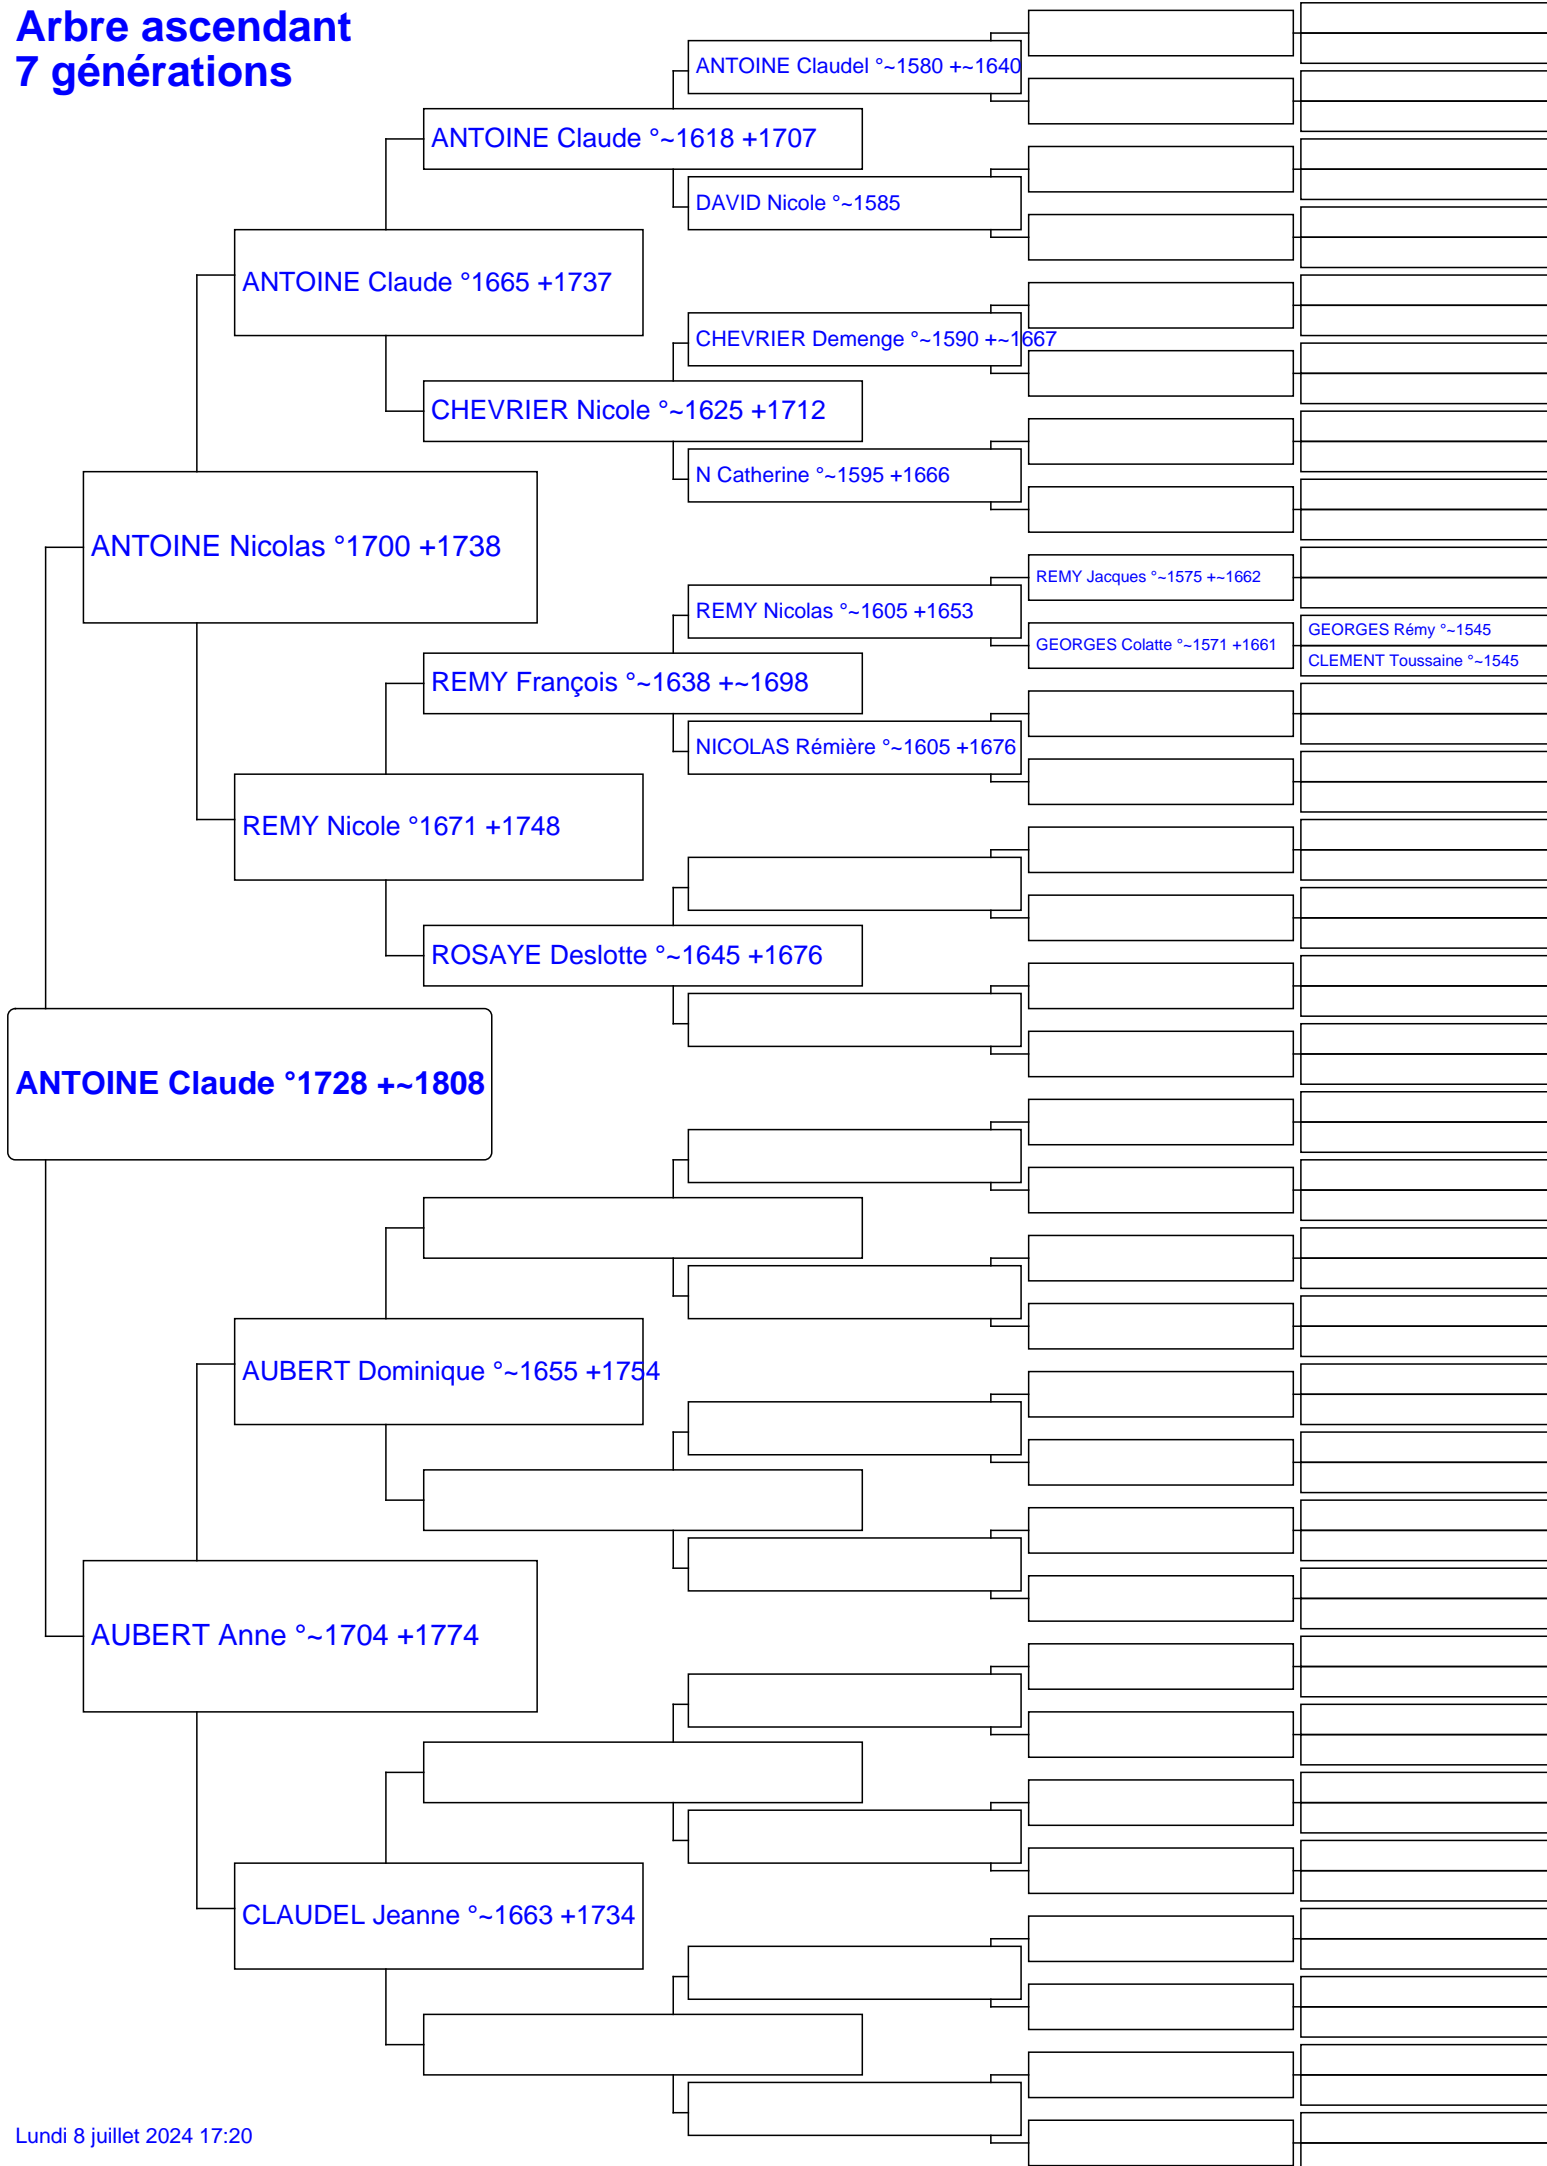 Arbre ascendant
7 générations
ANTOINE Claudel °~1580 +~1640
ANTOINE Claude °~1618 +1707
DAVID Nicole °~1585
ANTOINE Claude °1665 +1737
CHEVRIER Demenge °~1590 +~1667
CHEVRIER Nicole °~1625 +1712
N Catherine °~1595 +1666
ANTOINE Nicolas °1700 +1738
REMY Jacques °~1575 +~1662
REMY Nicolas °~1605 +1653
GEORGES Rémy °~1545
GEORGES Colatte °~1571 +1661
CLEMENT Toussaine °~1545
REMY François °~1638 +~1698
NICOLAS Rémière °~1605 +1676
REMY Nicole °1671 +1748
ROSAYE Deslotte °~1645 +1676
ANTOINE Claude °1728 +~1808
AUBERT Dominique °~1655 +1754
AUBERT Anne °~1704 +1774
CLAUDEL Jeanne °~1663 +1734
Lundi 8 juillet 2024 17:20